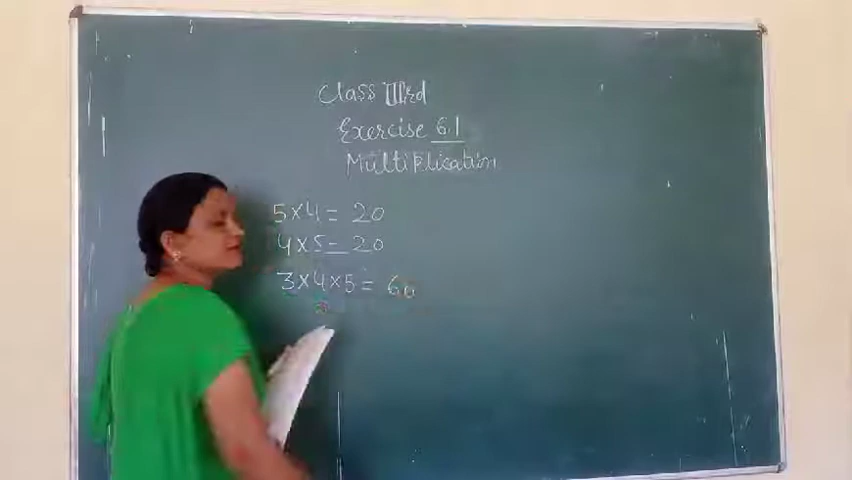 Class IIIrd
Exercise 6.1
Multiplication
5×4= 20
4×5= 20
3×4×5= 60